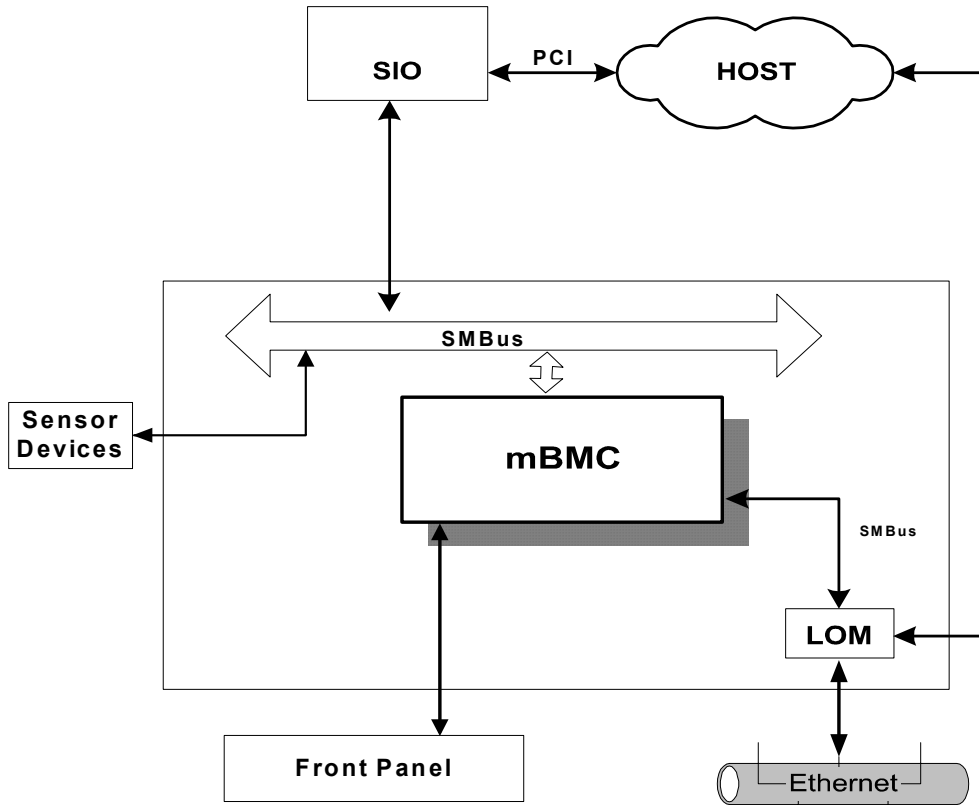 SIO
PCI
HOST
SMBus
Sensor
Devices
mBMC
SMBus
LOM
Front Panel
Ethernet